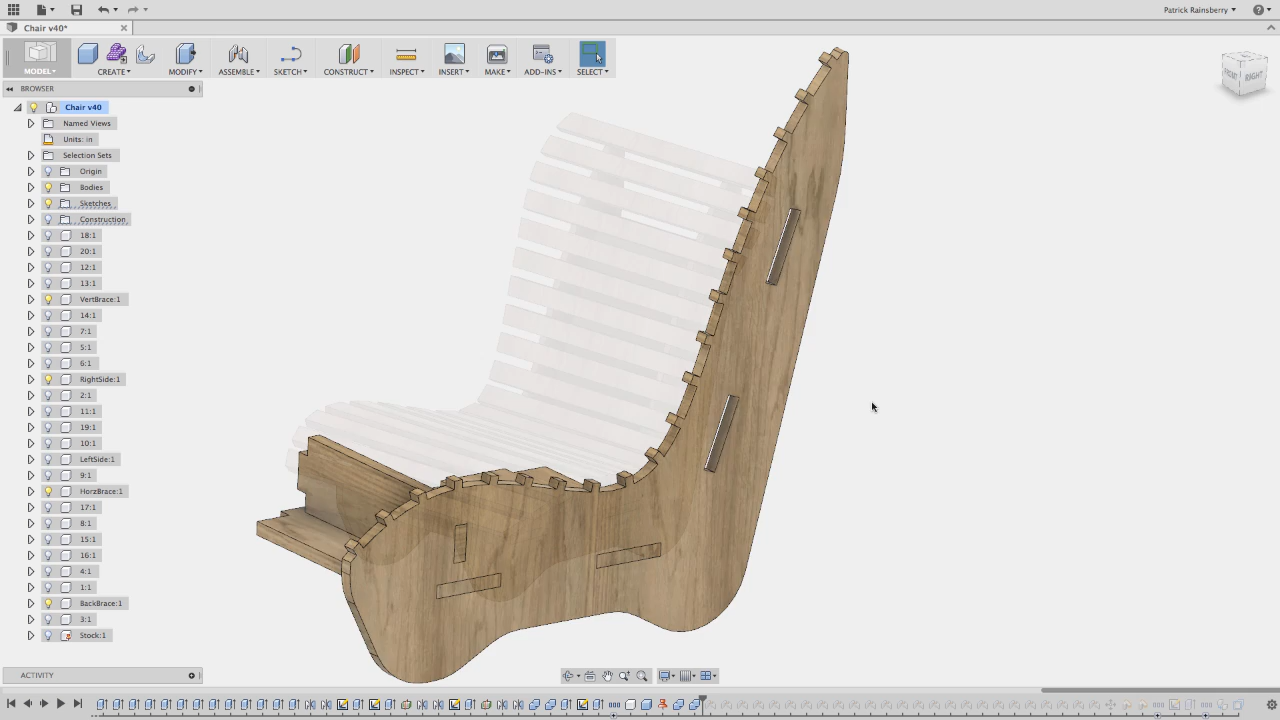 Patrick Rainsberry
Chair v40*
MODEL
CREATE
MODIFY
ASSEMBLE
SKETCH
CONSTRUCT
INSPECT
INSERT
MAKE
ADD-INS
SELECT
FRONT
RIGHT
BROWSER
Chair v40
Named Views
Units: in
Selection Sets
Origin
Bodies
Sketches
Construction
18:1
20:1
12:1
13:1
VertBrace:1
14:1
7:1
5:1
6:1
RightSide:1
2:1
11:1
19:1
10:1
LeftSide:1
9:1
HorzBrace:1
17:1
8:1
15:1
16:1
4:1
1:1
BackBrace:1
3:1
Stock:1
ACTIVITY